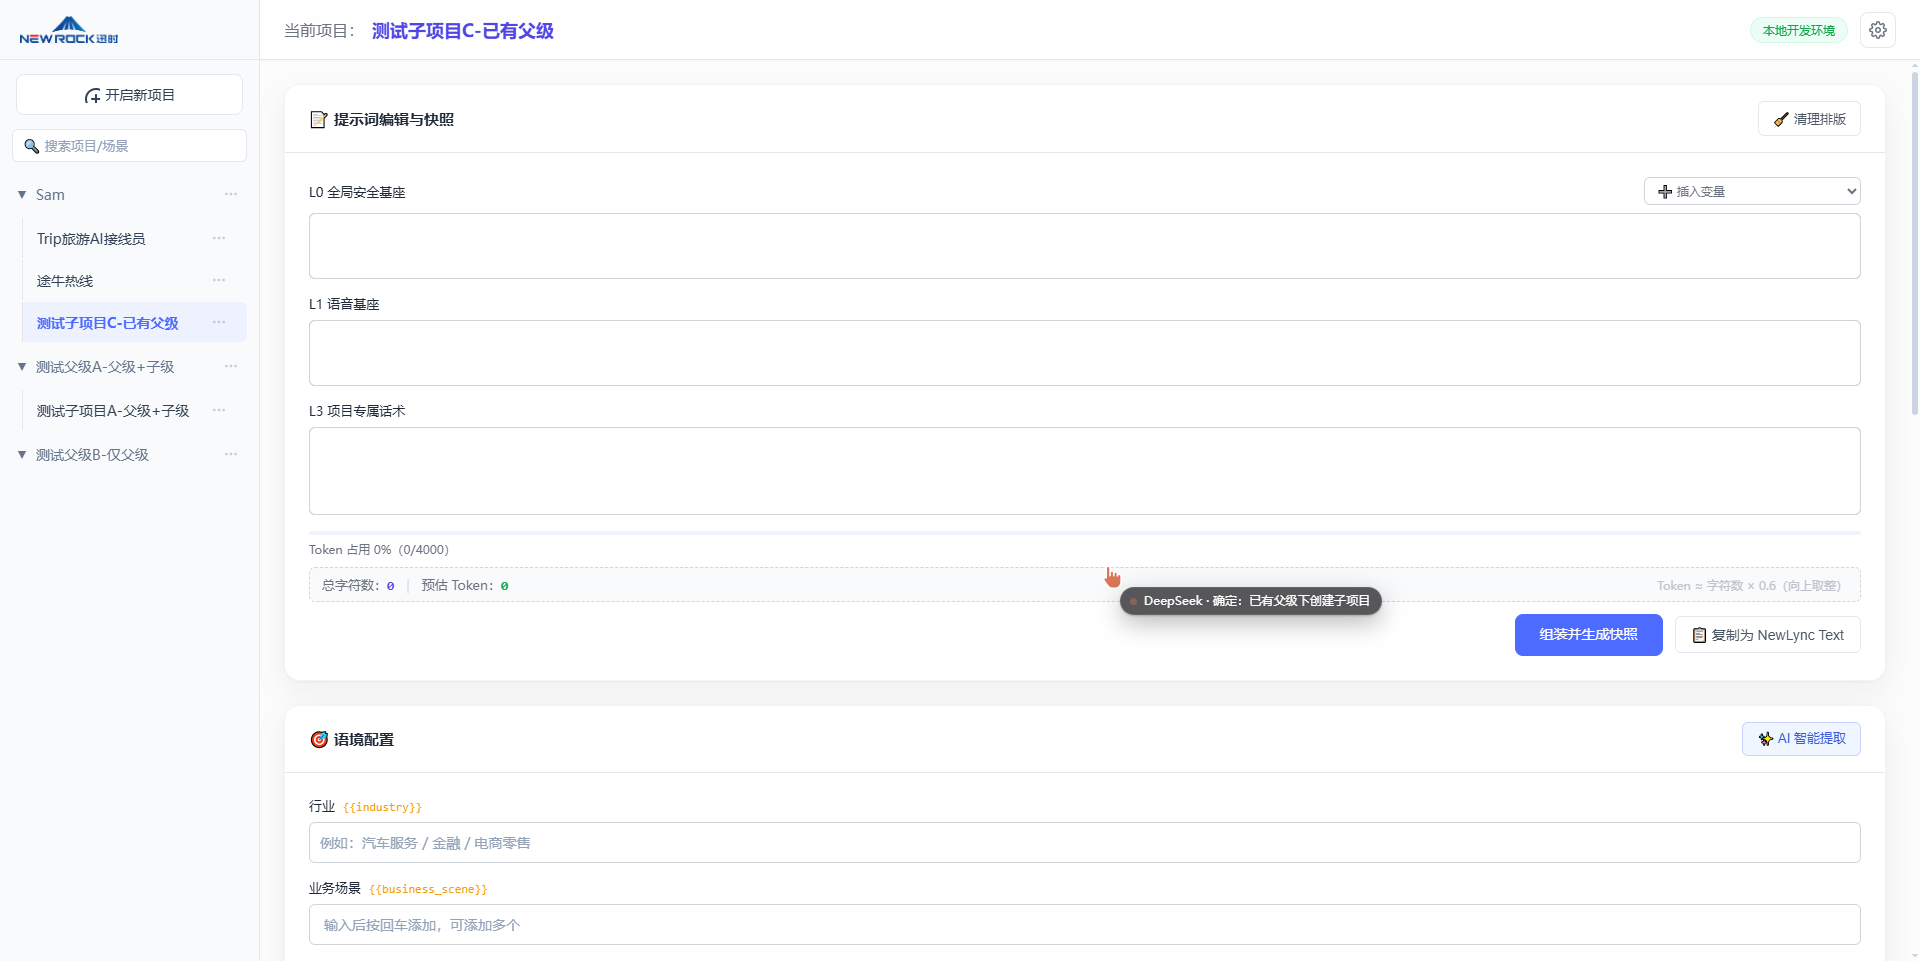 NEWROCK迅时
当前项目：
测试子项目C-已有父级
本地开发环境
开启新项目
搜索项目/场景
▼ Sam ···
Trip旅游AI接线员 ···
途牛热线 ···
测试子项目C-已有父级 ···
▼ 测试父级A-父级+子级 ···
测试子项目A-父级+子级 ···
▼ 测试父级B-仅父级 ···
提示词编辑与快照
清理排版
L0 全局安全基座
插入变量
L1 语音基座
L3 项目专属话术
Token 占用 0%（0/4000）
总字符数：0 | 预估 Token：0
Token ≈ 字符数 × 0.6（向上取整）
DeepSeek · 确定：已有父级下创建子项目
组装并生成快照
复制为 NewLync Text
语境配置
AI 智能提取
行业 {{industry}}
例如：汽车服务 / 金融 / 电商零售
业务场景 {{business_scene}}
输入后按回车添加，可添加多个